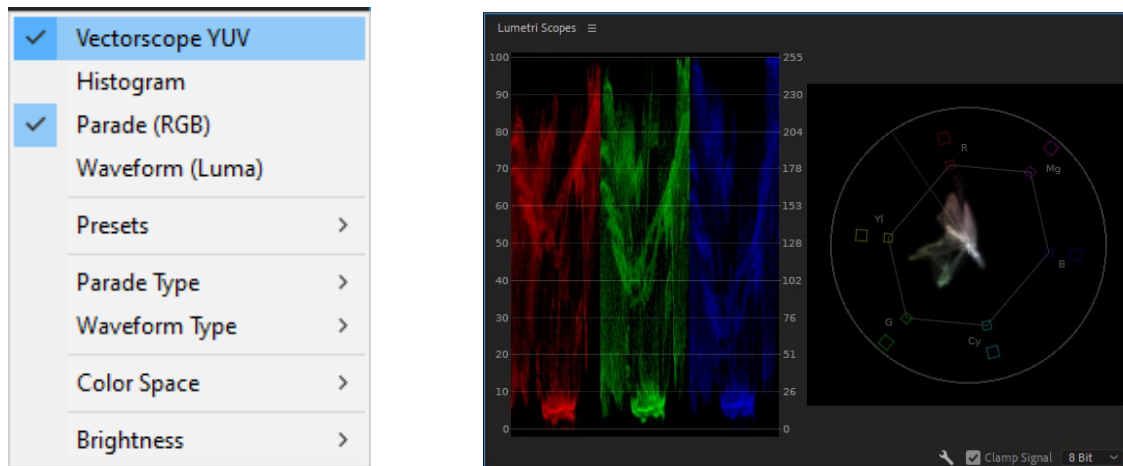 Vectorscope YUV
Histogram
Parade (RGB)
Waveform (Luma)
Presets
Parade Type
Waveform Type
Color Space
Brightness
Lumetri Scopes
100
90
80
70
60
50
40
30
20
10
0
255
230
204
178
153
128
102
76
51
26
0
R
Mg
Yl
B
G
Cy
Clamp Signal 8 Bit